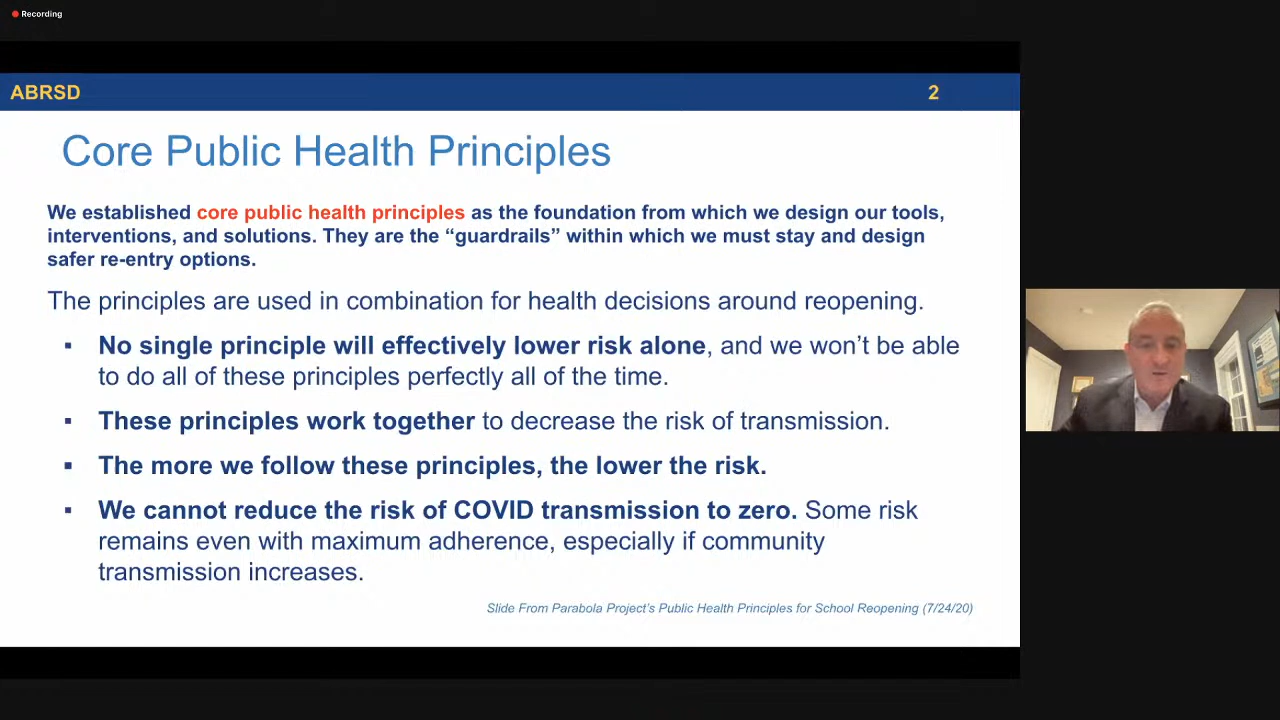 Recording
ABRSD
2
Core Public Health Principles
We established core public health principles as the foundation from which we design our tools,
interventions, and solutions. They are the “guardrails” within which we must stay and design
safer re-entry options.
The principles are used in combination for health decisions around reopening.
▪ No single principle will effectively lower risk alone, and we won’t be able
to do all of these principles perfectly all of the time.
▪ These principles work together to decrease the risk of transmission.
▪ The more we follow these principles, the lower the risk.
▪ We cannot reduce the risk of COVID transmission to zero. Some risk
remains even with maximum adherence, especially if community
transmission increases.
Slide From Parabola Project’s Public Health Principles for School Reopening (7/24/20)